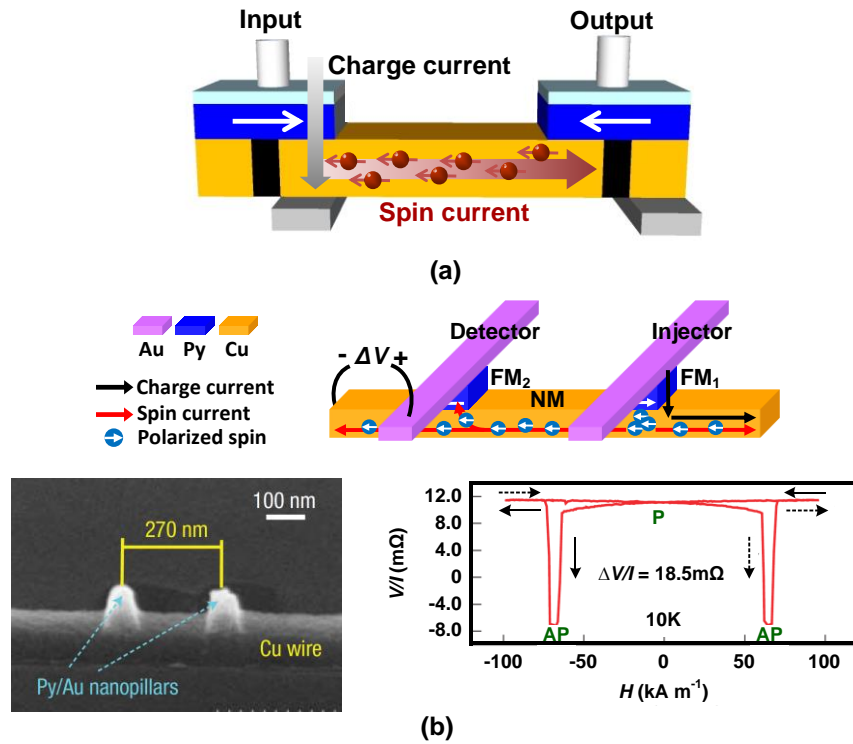 Input
Output
Charge current
Spin current
(a)
Au Py Cu
Charge current
Spin current
Polarized spin
Detector
Injector
- ΔV +
FM2
NM
FM1
100 nm
270 nm
Cu wire
Py/Au nanopillars
V/I (mΩ)
12.0
8.0
4.0
0
-4.0
-8.0
P
ΔV/I = 18.5mΩ
10K
AP
AP
-100 -50 0 50 100
H (kA m-1)
(b)